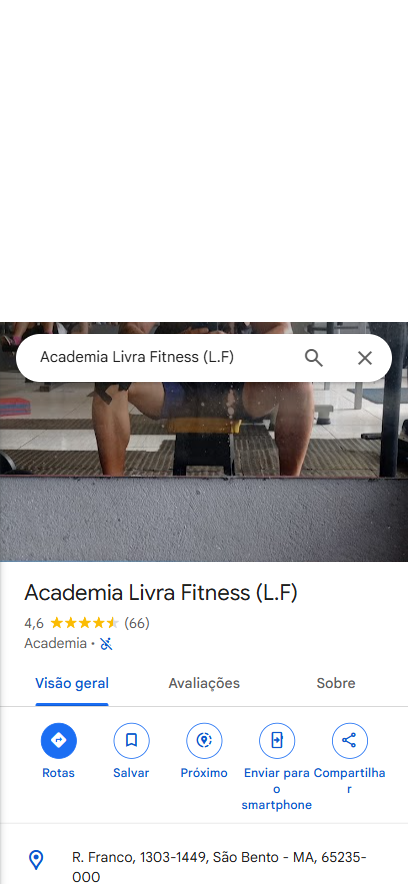 Academia Livra Fitness (L.F)
Academia Livra Fitness (L.F)
4,6 (66)
Academia ·
Visão geral Avaliações Sobre
Rotas Salvar Próximo Enviar para o smartphone Compartilhar
R. Franco, 1303-1449, São Bento - MA, 65235-
000